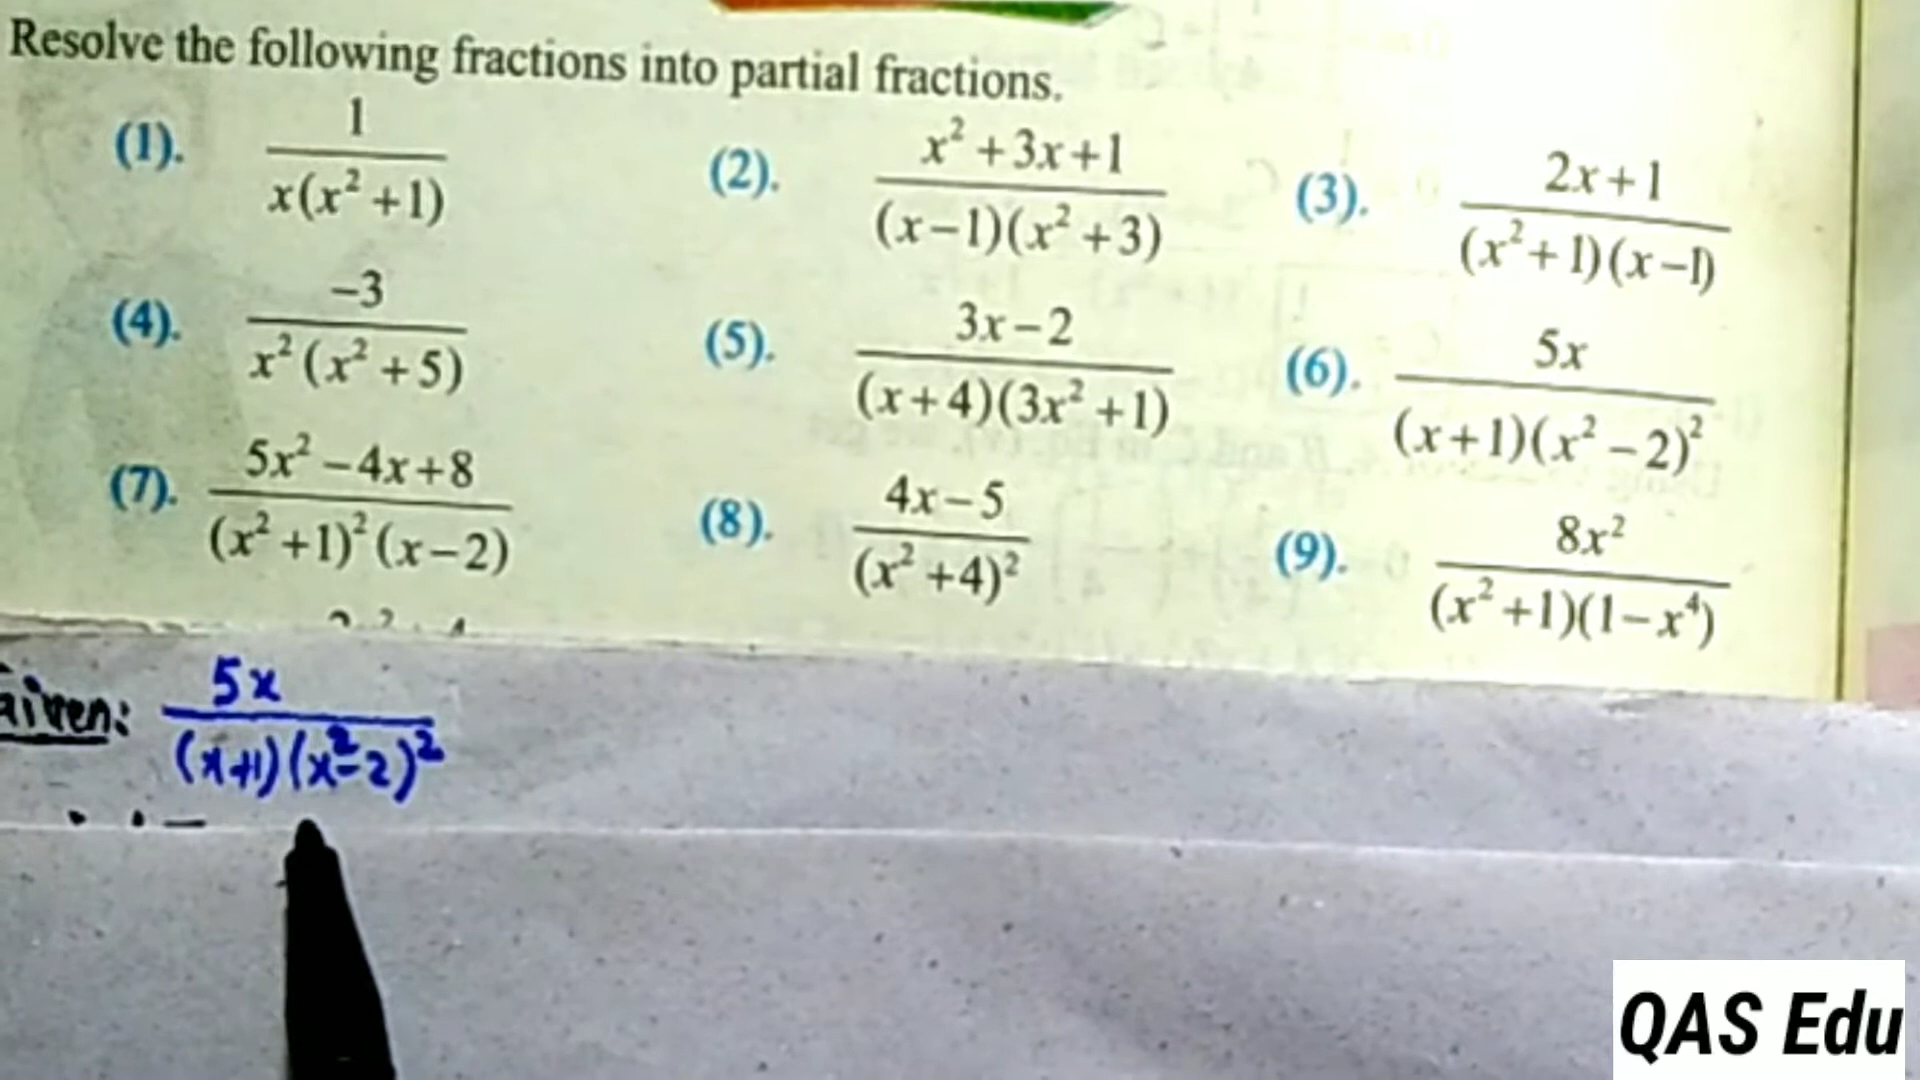 Resolve the following fractions into partial fractions.
(1). 1/(x(x²+1)) (2). (x²+3x+1)/((x-1)(x²+3)) (3). (2x+1)/((x²+1)(x-1))
(4). -3/(x²(x²+5)) (5). (3x-2)/((x+4)(3x²+1)) (6). 5x/((x+1)(x²-2)²)
(7). (5x²-4x+8)/((x²+1)²(x-2)) (8). (4x-5)/((x²+4)²) (9). 8x²/((x²+1)(1-x⁴))
Given: 5x/((x+1)(x²-2)²)
QAS Edu